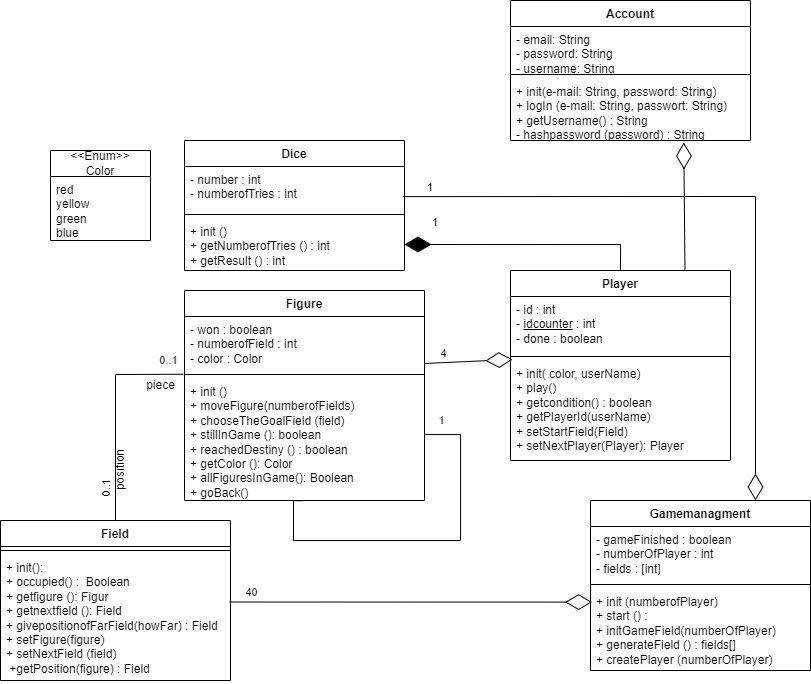 Account
- email: String
- password: String
- username: String
+ init(e-mail: String, password: String)
+ logIn (e-mail: String, passwort: String)
+ getUsername() : String
- hashpassword (password) : String
<<Enum>>
Color
red
yellow
green
blue
Dice
- number : int
- numberofTries : int
+ init ()
+ getNumberofTries () : int
+ getResult () : int
1
1
Player
- id : int
- idcounter : int
- done : boolean
+ init( color, userName)
+ play()
+ getcondition() : boolean
+ getPlayerId(userName)
+ setStartField(Field)
+ setNextPlayer(Player): Player
Figure
- won : boolean
- numberofField : int
- color : Color
+ init ()
+ moveFigure(numberofFields)
+ chooseTheGoalField (field)
+ stillInGame (): boolean
+ reachedDestiny () : boolean
+ getColor (): Color
+ allFiguresInGame(): Boolean
+ goBack()
4
1
0..1
piece
0..1
position
Field
+ init():
+ occupied() :  Boolean
+ getfigure (): Figur
+ getnextfield (): Field
+ givepositionofFarField(howFar) : Field
+ setFigure(figure)
+ setNextField (field)
+getPosition(figure) : Field
40
Gamemanagment
- gameFinished : boolean
- numberOfPlayer : int
- fields : [int]
+ init (numberofPlayer)
+ start () :
+ initGameField(numberOfPlayer)
+ generateField () : fields[]
+ createPlayer (numberOfPlayer)